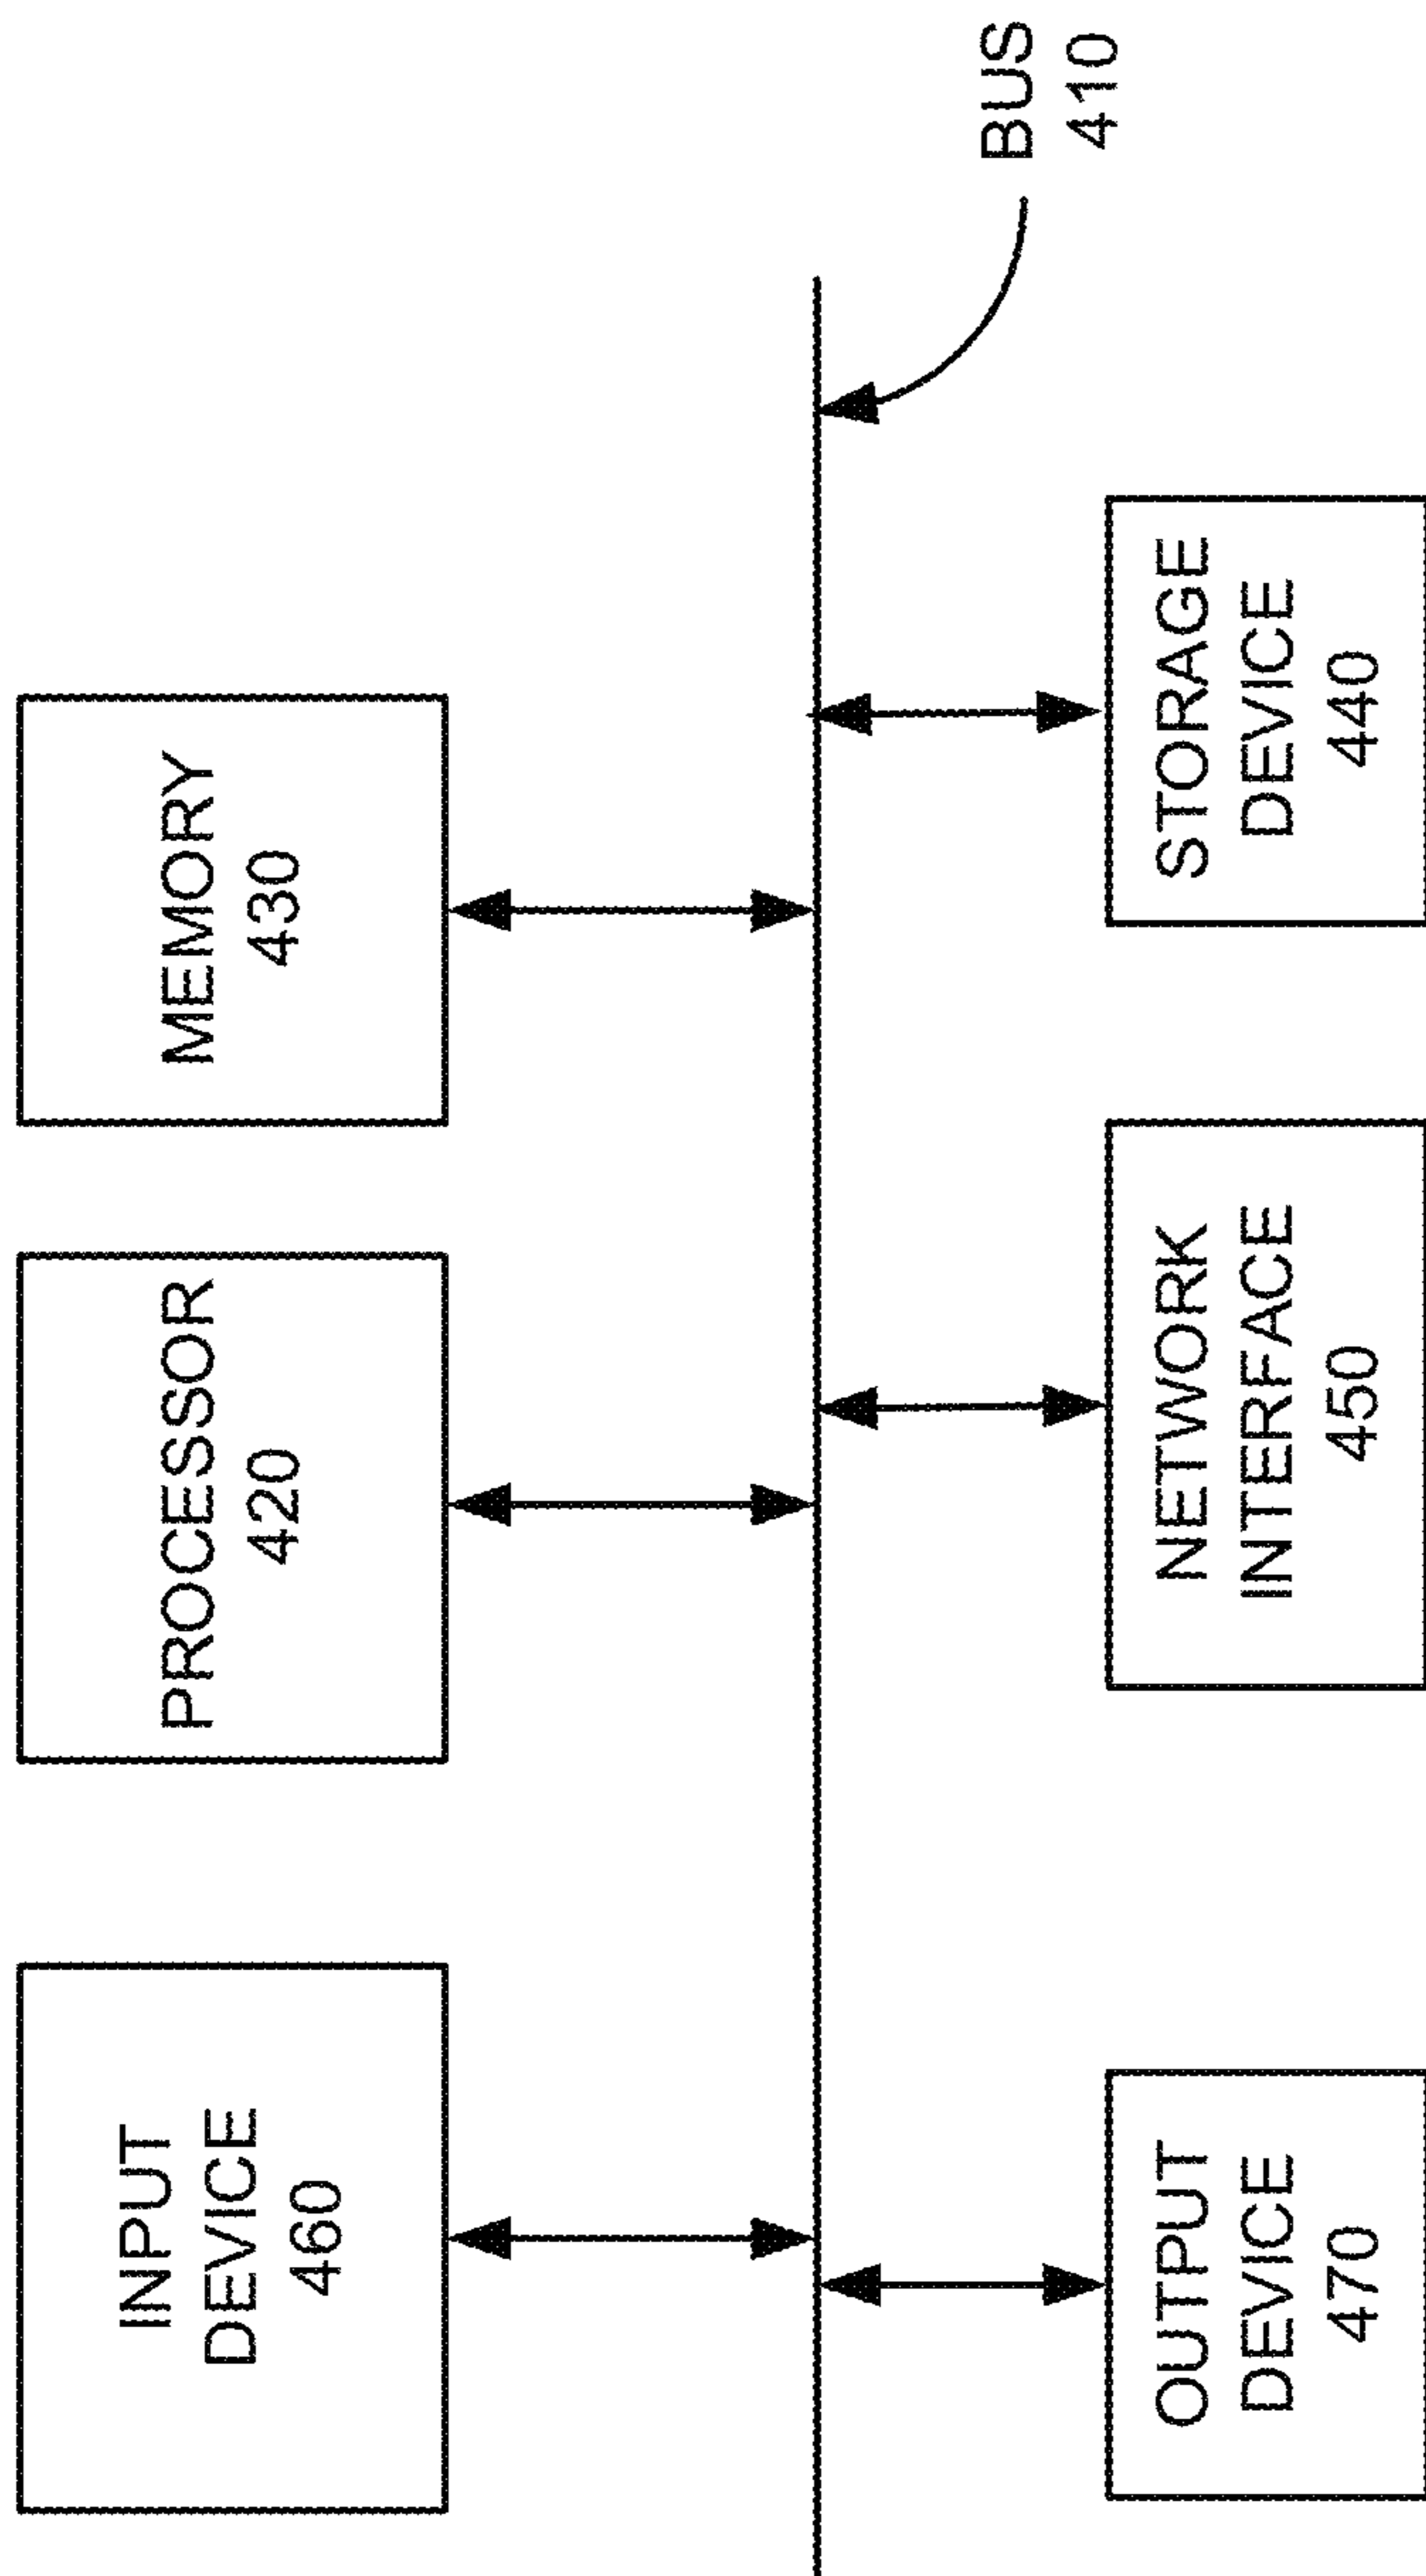 INPUT
DEVICE
460
PROCESSOR
420
MEMORY
430
BUS
410
OUTPUT
DEVICE
470
NETWORK
INTERFACE
450
STORAGE
DEVICE
440